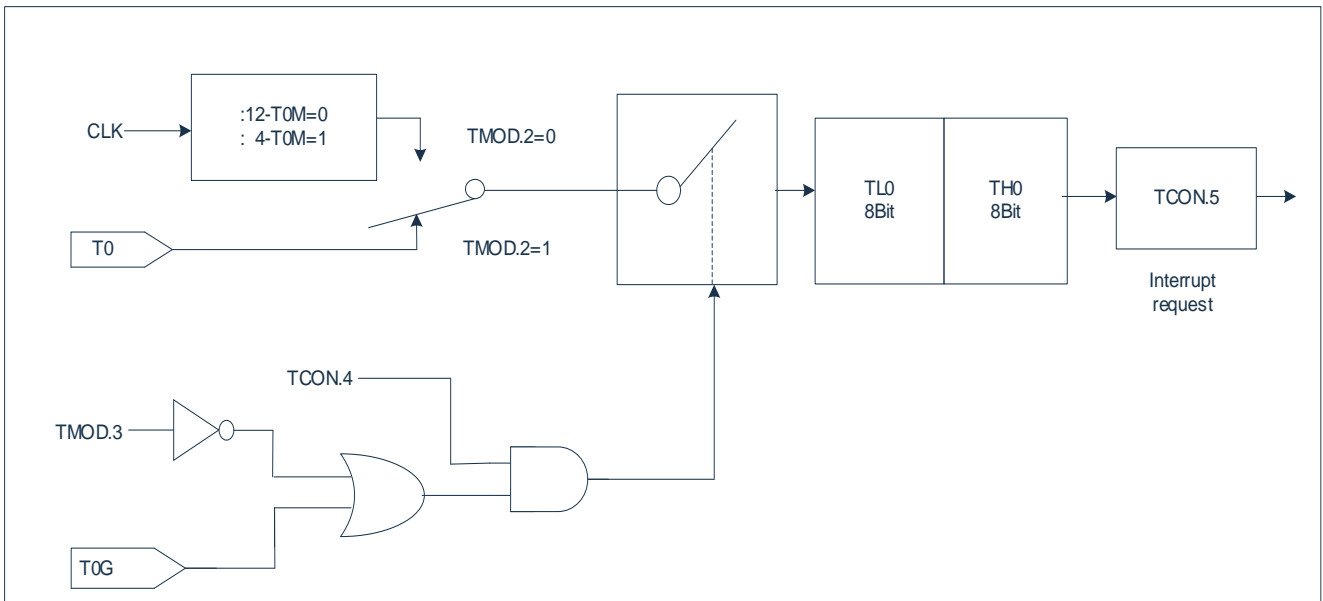 :12-T0M=0
: 4-T0M=1
CLK
TMOD.2=0
T0
TMOD.2=1
TL0
8Bit
TH0
8Bit
TCON.5
Interrupt
request
TCON.4
TMOD.3
T0G